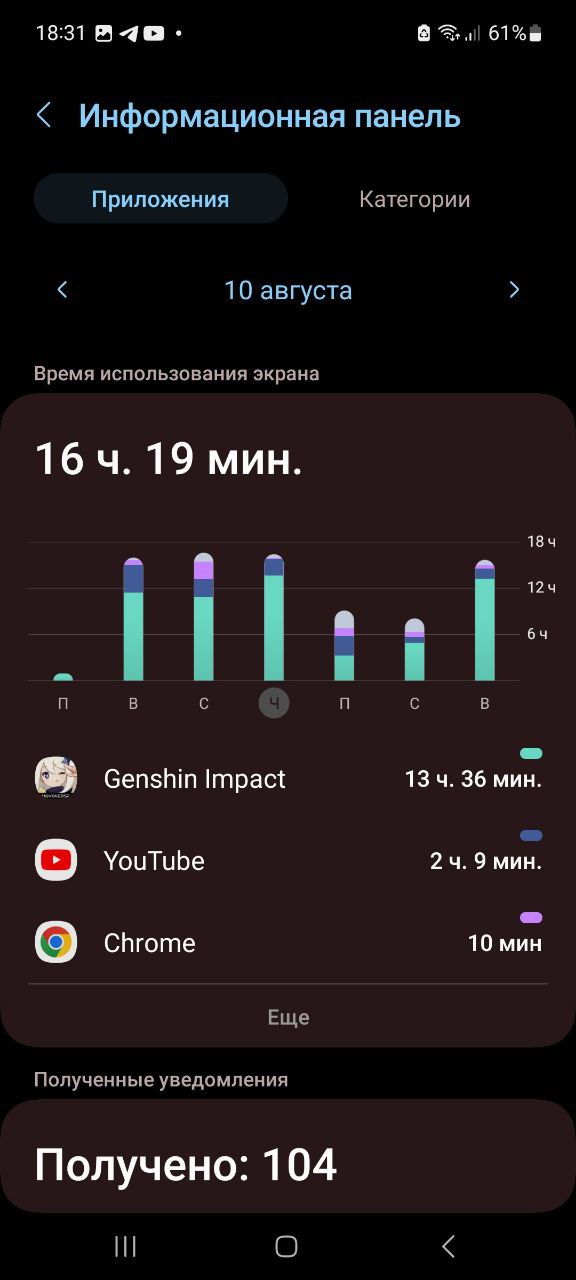 18:31 61%
Информационная панель
Приложения Категории
10 августа
Время использования экрана
16 ч. 19 мин.
18 ч
12 ч
6 ч
П В С Ч П С В
Genshin Impact 13 ч. 36 мин.
YouTube 2 ч. 9 мин.
Chrome 10 мин
Еще
Полученные уведомления
Получено: 104